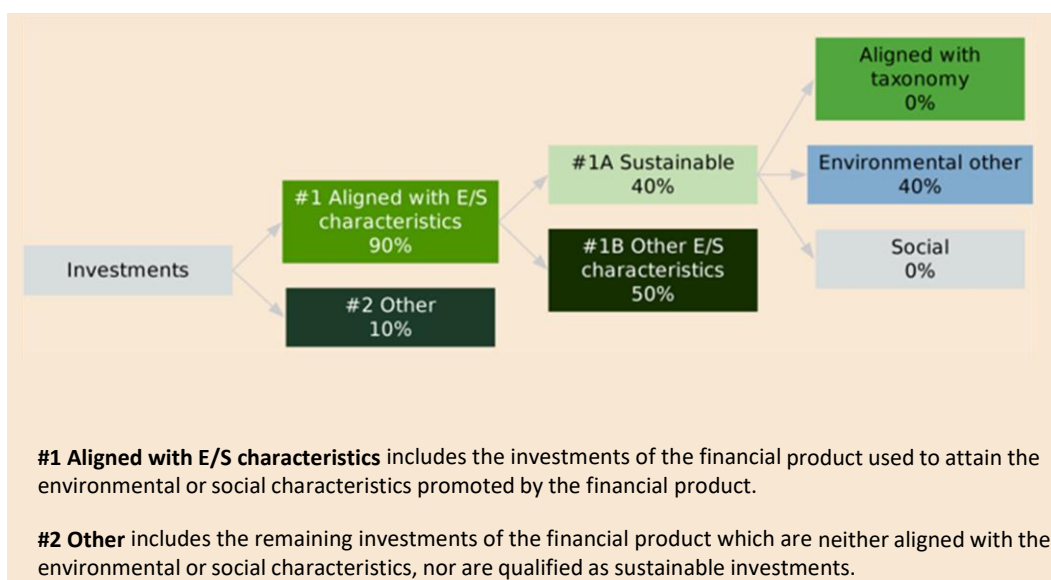 Investments
#1 Aligned with E/S
characteristics
90%
#2 Other
10%
#1A Sustainable
40%
#1B Other E/S
characteristics
50%
Aligned with
taxonomy
0%
Environmental other
40%
Social
0%
#1 Aligned with E/S characteristics includes the investments of the financial product used to attain the
environmental or social characteristics promoted by the financial product.
#2 Other includes the remaining investments of the financial product which are neither aligned with the
environmental or social characteristics, nor are qualified as sustainable investments.